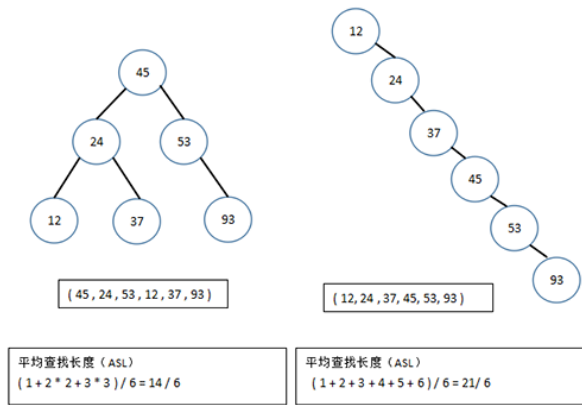 45
24
53
12
37
93
( 45 , 24 , 53 , 12 , 37 , 93 )
平均查找长度（ASL）
( 1 + 2 * 2 + 3 * 3 ) / 6 = 14 / 6
12
24
37
45
53
93
( 12, 24 , 37, 45, 53, 93 )
平均查找长度（ASL）
( 1 + 2 + 3 + 4 + 5 + 6 ) / 6 = 21/ 6